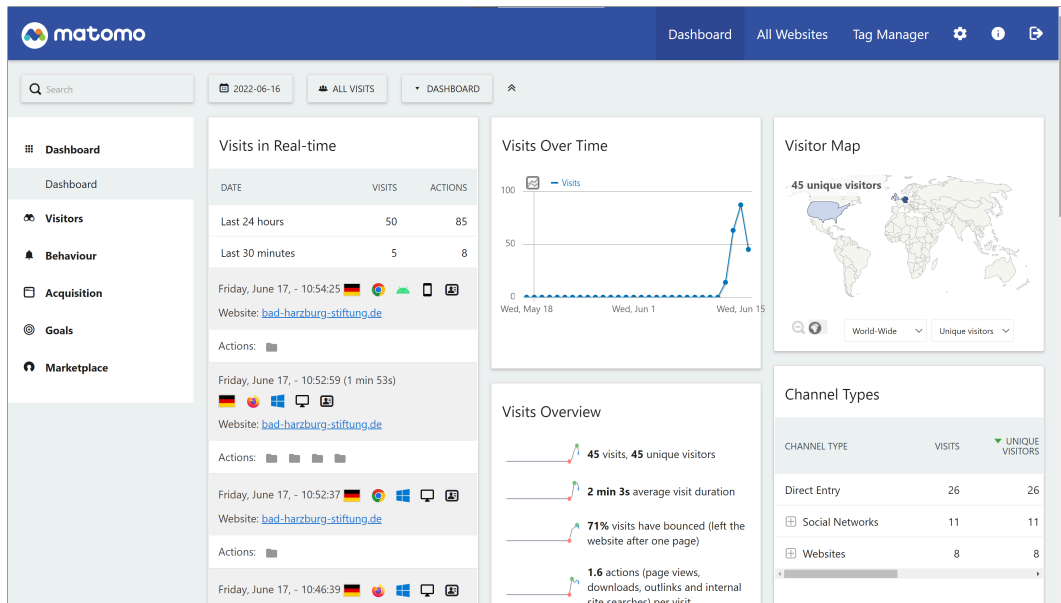 matomo
Dashboard
All Websites
Tag Manager
Search
2022-06-16
ALL VISITS
DASHBOARD
Dashboard
Dashboard
Visitors
Behaviour
Acquisition
Goals
Marketplace
Visits in Real-time
DATE VISITS ACTIONS
Last 24 hours 50 85
Last 30 minutes 5 8
Friday, June 17, - 10:54:25
Website: bad-harzburg-stiftung.de
Actions:
Friday, June 17, - 10:52:59 (1 min 53s)
Website: bad-harzburg-stiftung.de
Actions:
Friday, June 17, - 10:52:37
Website: bad-harzburg-stiftung.de
Actions:
Friday, June 17, - 10:46:39
Visits Over Time
Visits
100
50
0
Wed, May 18 Wed, Jun 1 Wed, Jun 15
Visits Overview
45 visits, 45 unique visitors
2 min 3s average visit duration
71% visits have bounced (left the
website after one page)
1.6 actions (page views,
downloads, outlinks and internal
site searches) per visit
Visitor Map
45 unique visitors
World-Wide
Unique visitors
Channel Types
CHANNEL TYPE VISITS UNIQUE
VISITORS
Direct Entry 26 26
Social Networks 11 11
Websites 8 8